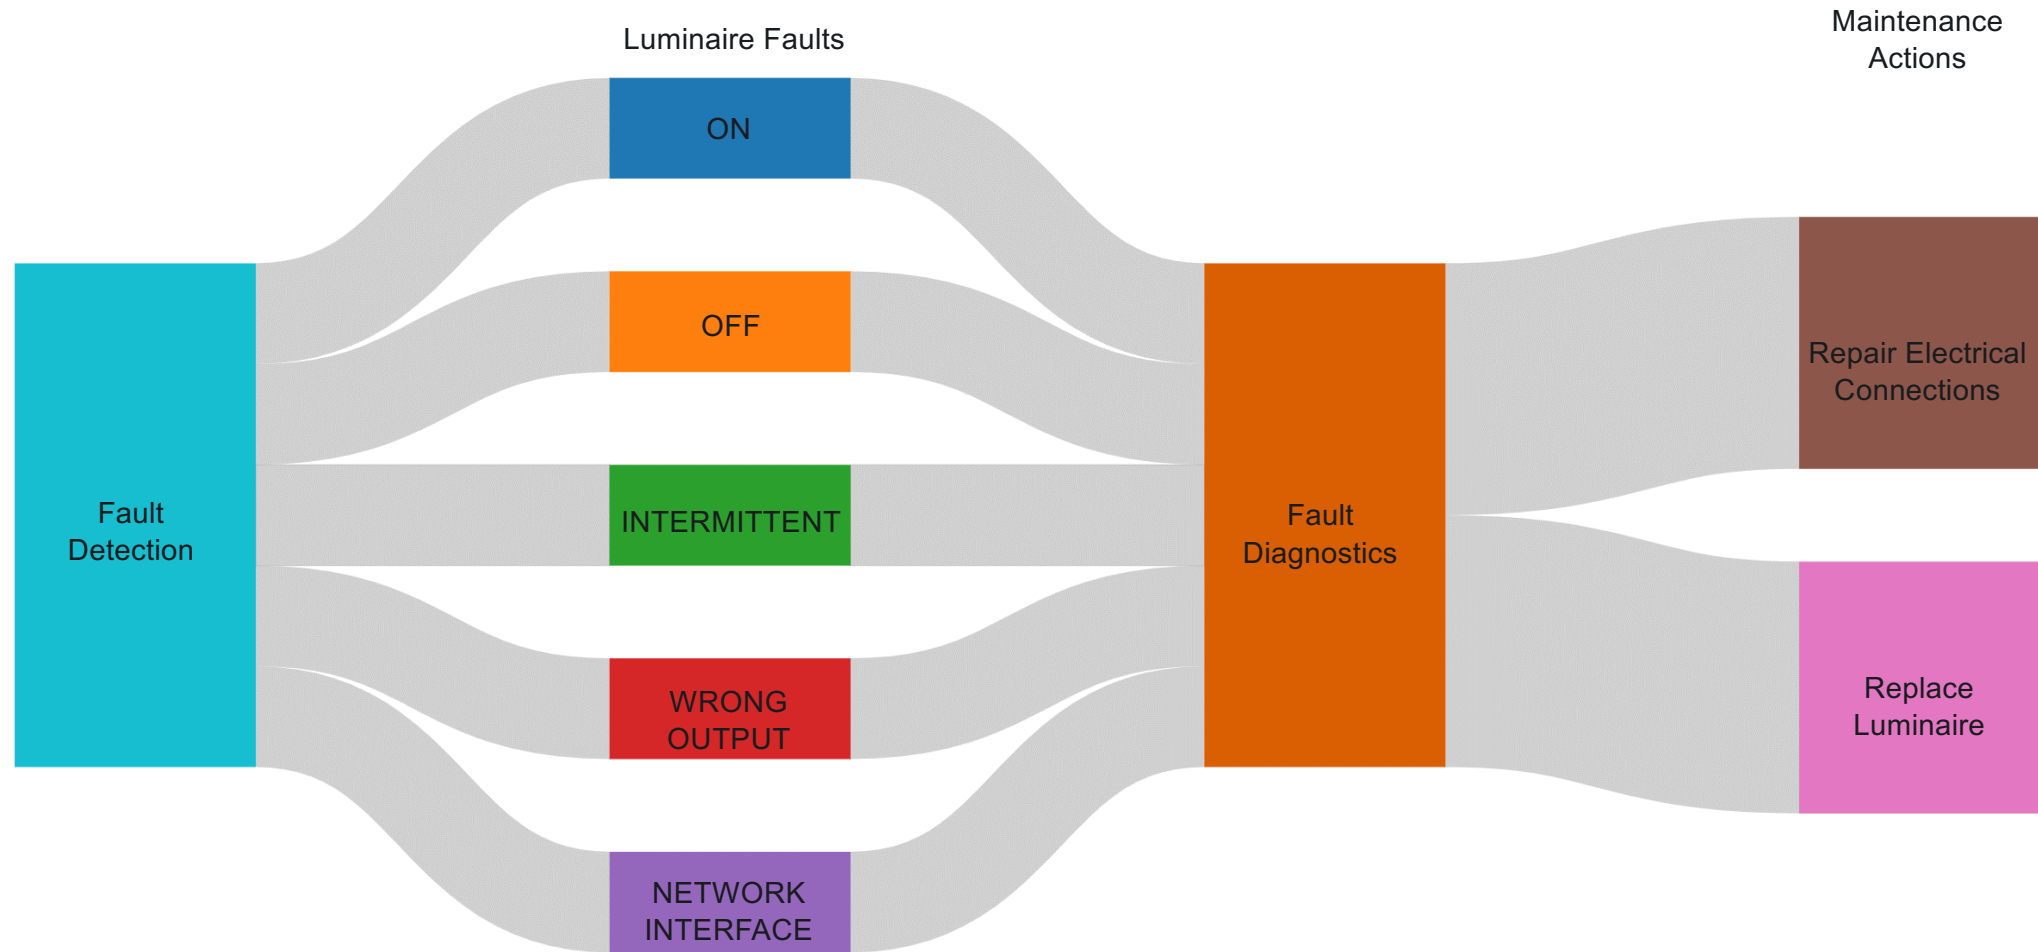 Luminaire Faults
Maintenance
Actions
ON
OFF
INTERMITTENT
WRONG
OUTPUT
NETWORK
INTERFACE
Fault
Detection
Fault
Diagnostics
Repair Electrical
Connections
Replace
Luminaire